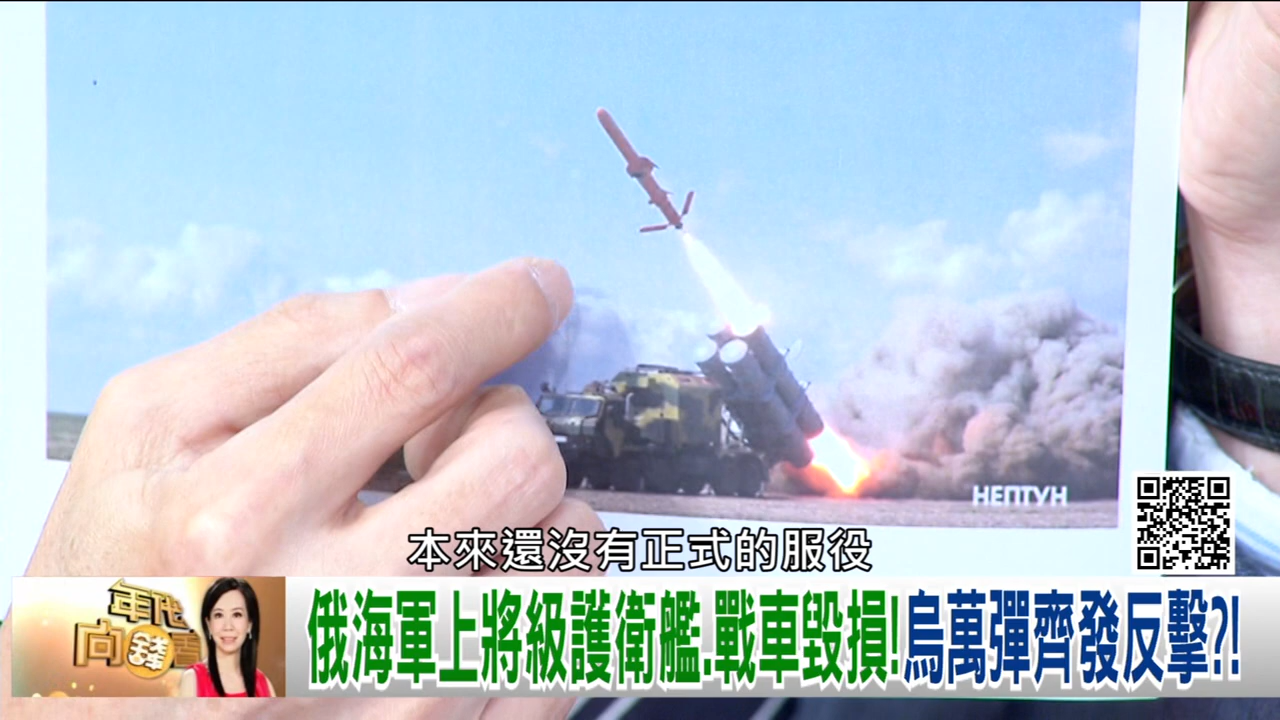 НЕПТУН
本來還沒有正式的服役
年代
向錢看
俄海軍上將級護衛艦.戰車毀損!烏萬彈齊發反擊?!